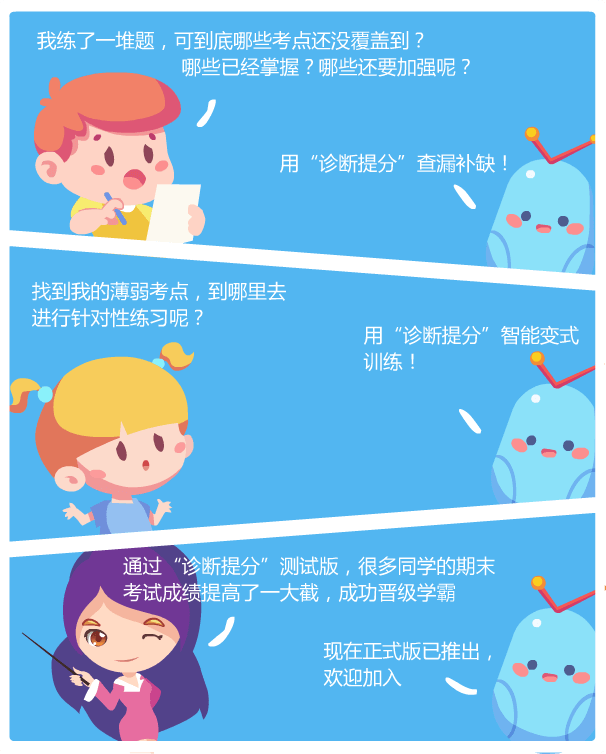 我练了一堆题，可到底哪些考点还没覆盖到？
哪些已经掌握？哪些还要加强呢？
用“诊断提分”查漏补缺！
找到我的薄弱考点，到哪里去
进行针对性练习呢？
用“诊断提分”智能变式
训练！
通过“诊断提分”测试版，很多同学的期末
考试成绩提高了一大截，成功晋级学霸
现在正式版已推出，
欢迎加入